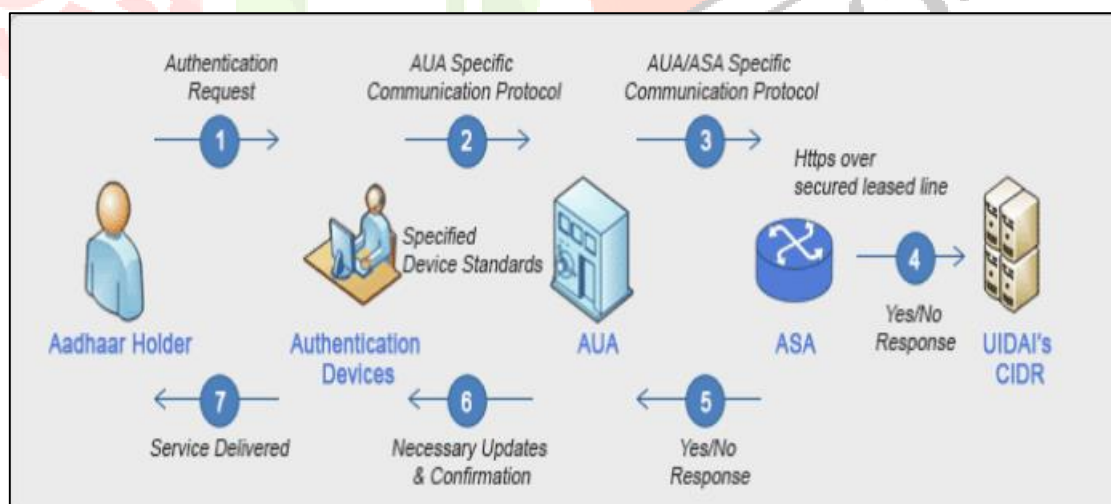 Authentication
Request
1
AUA Specific
Communication Protocol
2
AUA/ASA Specific
Communication Protocol
3
Https over
secured leased line
4
Yes/No
Response
Specified
Device Standards
Aadhaar Holder
Authentication
Devices
AUA
ASA
UIDAI's
CIDR
7
Service Delivered
6
Necessary Updates
& Confirmation
5
Yes/No
Response